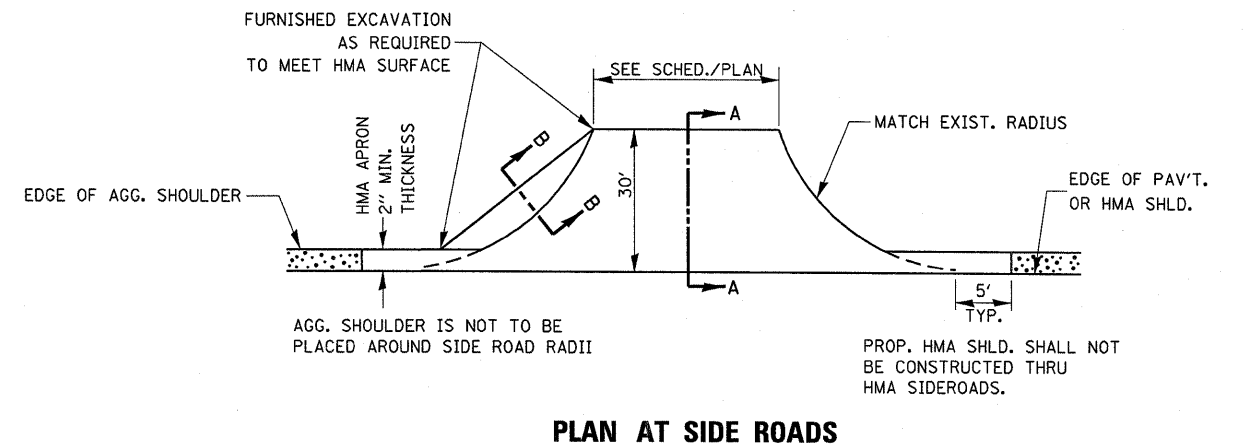 FURNISHED EXCAVATION
AS REQUIRED
TO MEET HMA SURFACE
SEE SCHED./PLAN
A
MATCH EXIST. RADIUS
HMA APRON
2" MIN.
THICKNESS
B
B
30'
EDGE OF AGG. SHOULDER
EDGE OF PAV'T.
OR HMA SHLD.
A
5'
TYP.
AGG. SHOULDER IS NOT TO BE
PLACED AROUND SIDE ROAD RADII
PROP. HMA SHLD. SHALL NOT
BE CONSTRUCTED THRU
HMA SIDEROADS.
PLAN AT SIDE ROADS